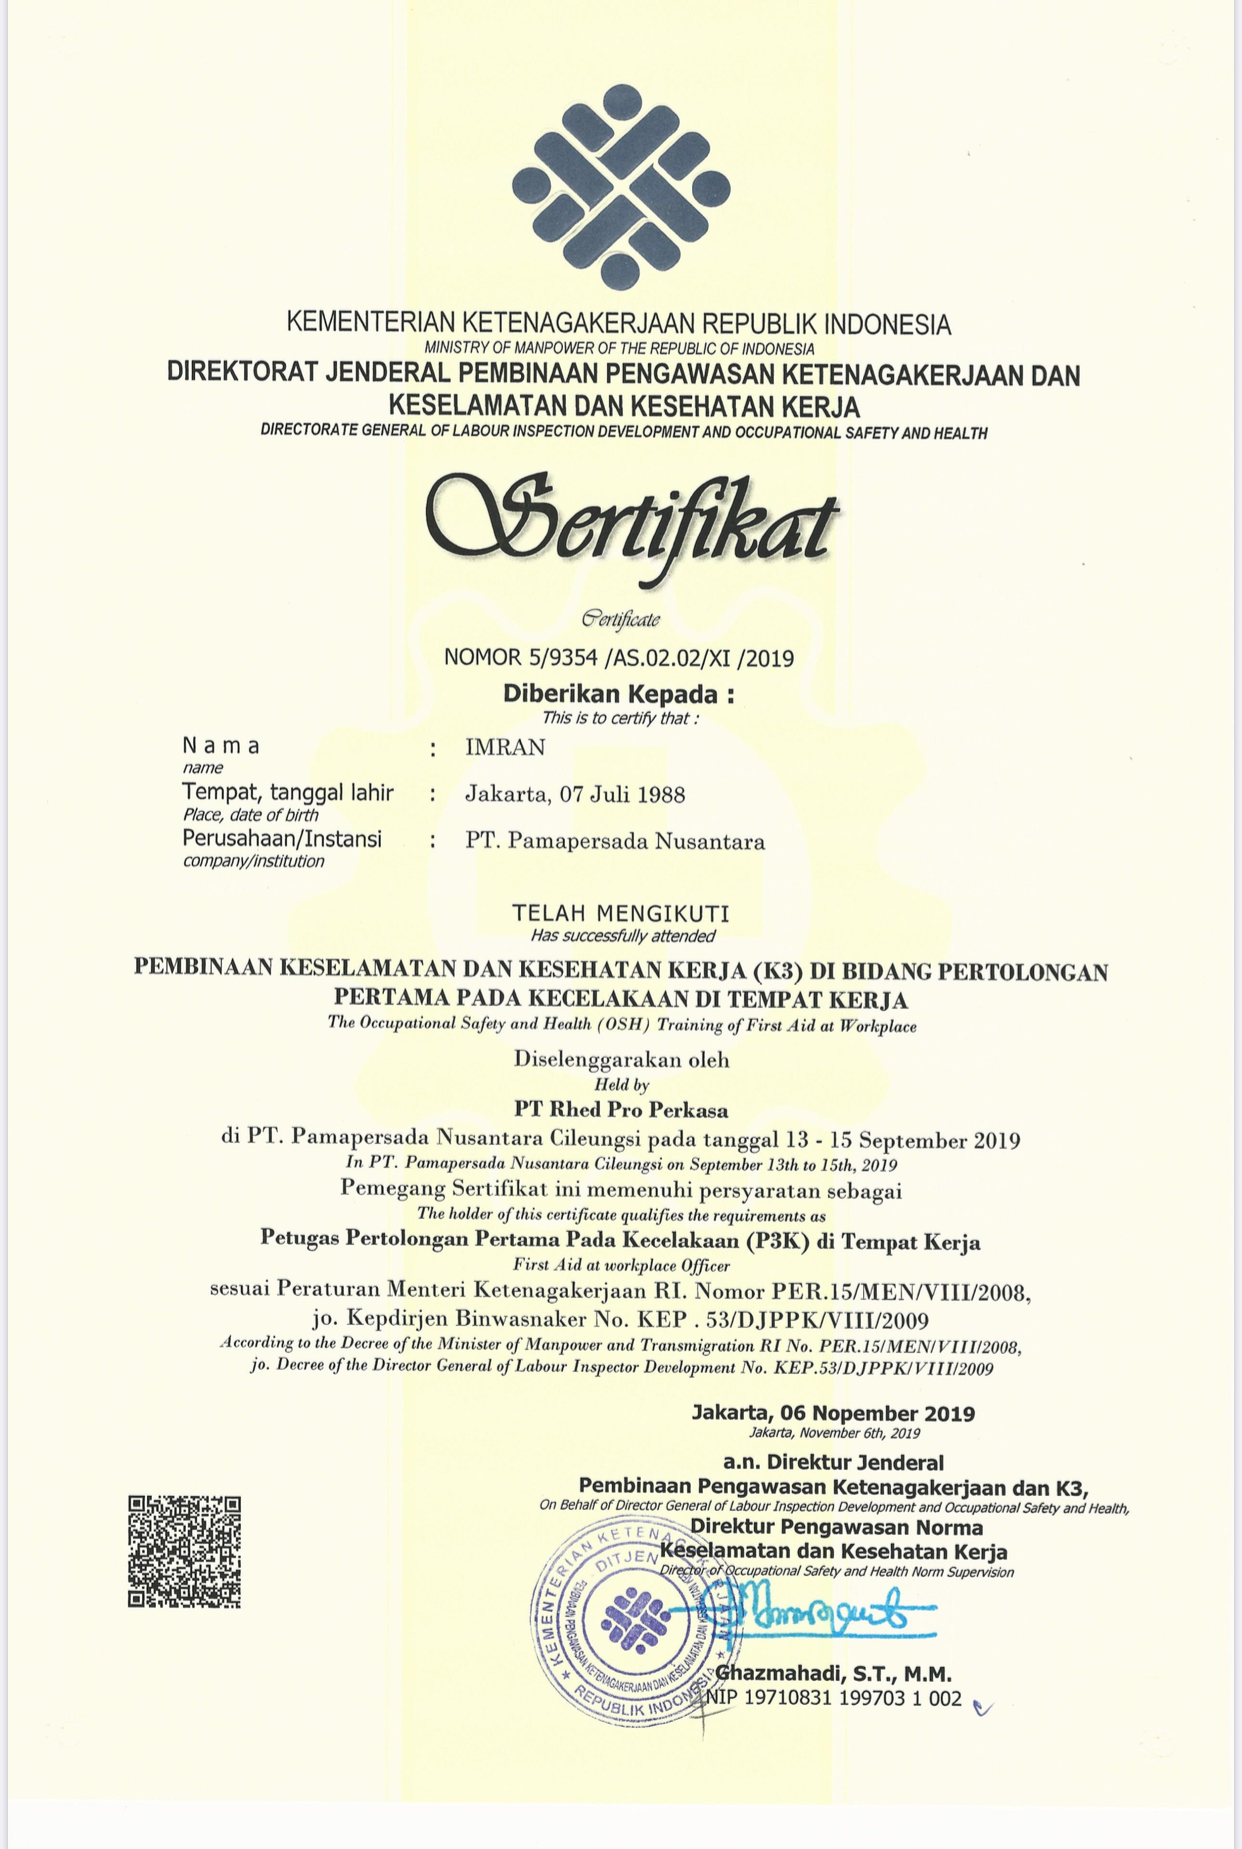 KEMENTERIAN KETENAGAKERJAAN REPUBLIK INDONESIA
MINISTRY OF MANPOWER OF THE REPUBLIC OF INDONESIA
DIREKTORAT JENDERAL PEMBINAAN PENGAWASAN KETENAGAKERJAAN DAN
KESELAMATAN DAN KESEHATAN KERJA
DIRECTORATE GENERAL OF LABOUR INSPECTION DEVELOPMENT AND OCCUPATIONAL SAFETY AND HEALTH
Sertifikat
Certificate
NOMOR 5/9354 /AS.02.02/XI /2019
Diberikan Kepada :
This is to certify that :
N a m a : IMRAN
name
Tempat, tanggal lahir : Jakarta, 07 Juli 1988
Place, date of birth
Perusahaan/Instansi : PT. Pamapersada Nusantara
company/institution
TELAH MENGIKUTI
Has successfully attended
PEMBINAAN KESELAMATAN DAN KESEHATAN KERJA (K3) DI BIDANG PERTOLONGAN
PERTAMA PADA KECELAKAAN DI TEMPAT KERJA
The Occupational Safety and Health (OSH) Training of First Aid at Workplace
Diselenggarakan oleh
Held by
PT Rhed Pro Perkasa
di PT. Pamapersada Nusantara Cileungsi pada tanggal 13 - 15 September 2019
In PT. Pamapersada Nusantara Cileungsi on September 13th to 15th, 2019
Pemegang Sertifikat ini memenuhi persyaratan sebagai
The holder of this certificate qualifies the requirements as
Petugas Pertolongan Pertama Pada Kecelakaan (P3K) di Tempat Kerja
First Aid at workplace Officer
sesuai Peraturan Menteri Ketenagakerjaan RI. Nomor PER.15/MEN/VIII/2008,
jo. Kepdirjen Binwasnaker No. KEP . 53/DJPPK/VIII/2009
According to the Decree of the Minister of Manpower and Transmigration RI No. PER.15/MEN/VIII/2008,
jo. Decree of the Director General of Labour Inspector Development No. KEP.53/DJPPK/VIII/2009
Jakarta, 06 Nopember 2019
Jakarta, November 6th, 2019
a.n. Direktur Jenderal
Pembinaan Pengawasan Ketenagakerjaan dan K3,
On Behalf of Director General of Labour Inspection Development and Occupational Safety and Health,
Direktur Pengawasan Norma
Keselamatan dan Kesehatan Kerja
Director of Occupational Safety and Health Norm Supervision
KEMENTERIAN KETENAGAKERJAAN
REPUBLIK INDONESIA
DITJEN
PEMBINAAN PENGAWASAN KETENAGAKERJAAN DAN KESELAMATAN DAN KESEHATAN KERJA
Ghazmahadi, S.T., M.M.
NIP 19710831 199703 1 002